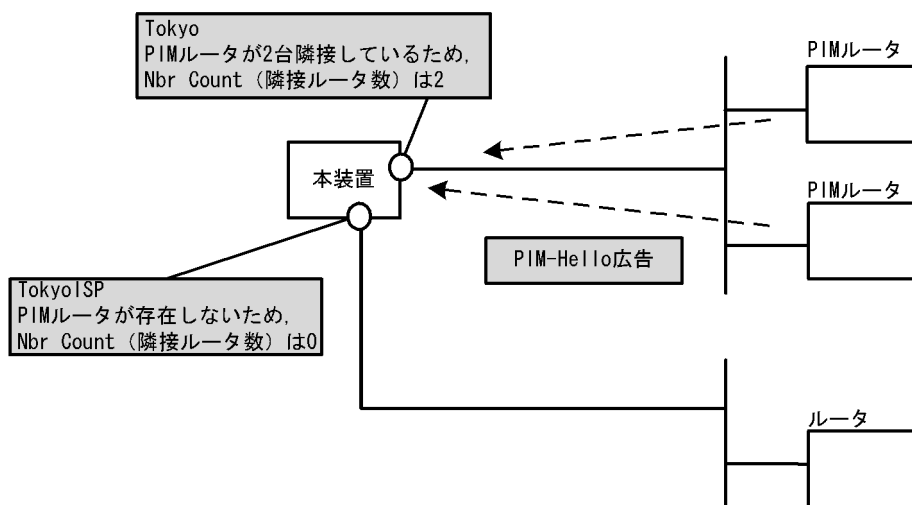 Tokyo
PIMルータが2台隣接しているため,
Nbr Count（隣接ルータ数）は2
PIMルータ
本装置
PIMルータ
PIM-Hello広告
TokyoISP
PIMルータが存在しないため,
Nbr Count（隣接ルータ数）は0
ルータ